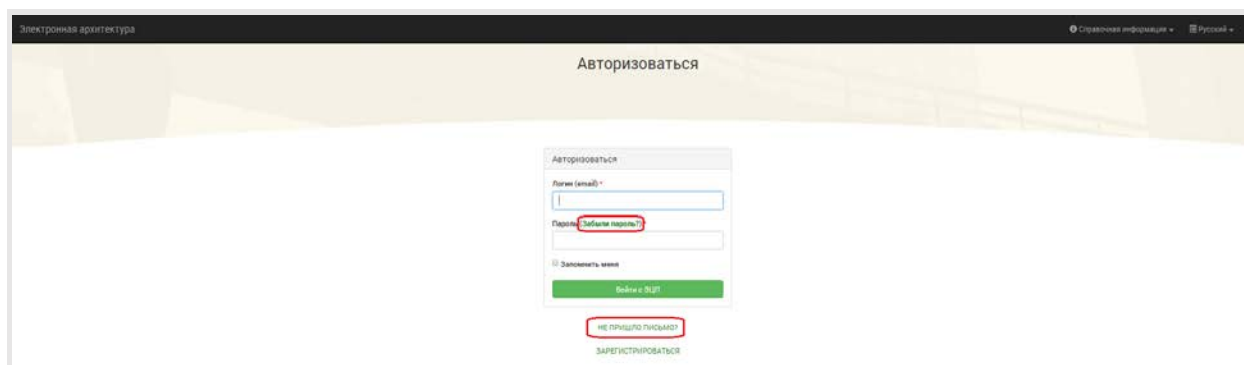 Электронная архитектура
Справочная информация
Русский
Авторизоваться
Авторизоваться
Логин (email) *
Пароль (Забыли пароль?) *
Запомнить меня
Войти с ЭЦП
НЕ ПРИШЛО ПИСЬМО?
ЗАРЕГИСТРИРОВАТЬСЯ